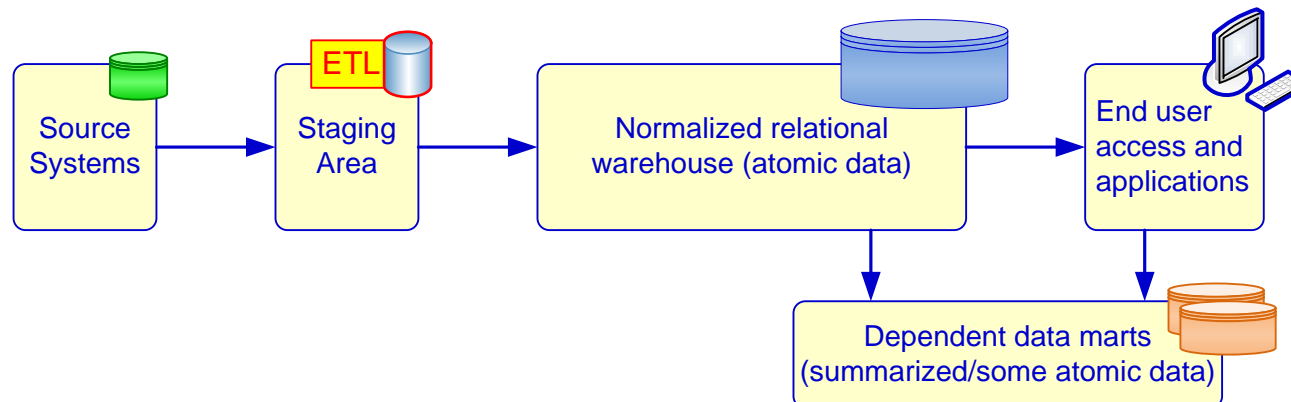 Source
Systems
ETL
Staging
Area
Normalized relational
warehouse (atomic data)
End user
access and
applications
Dependent data marts
(summarized/some atomic data)